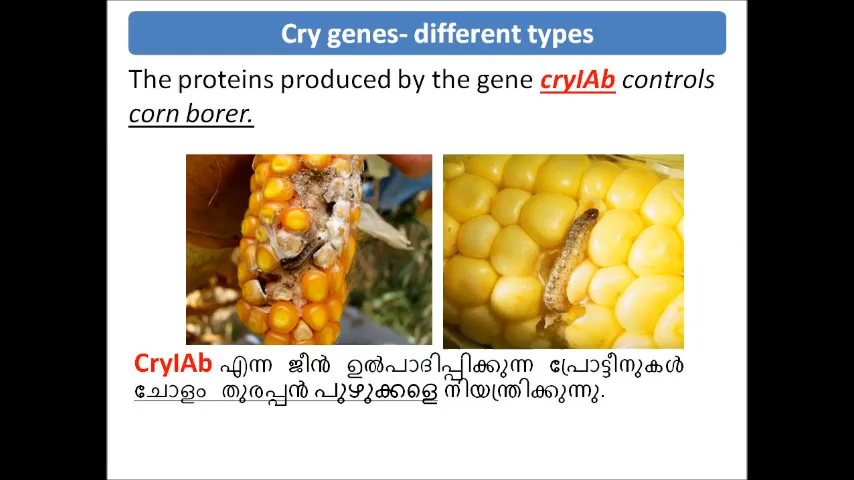 Cry genes- different types
The proteins produced by the gene cryIAb controls
corn borer.
CryIAb എന്ന ജീൻ ഉൽപാദിപ്പിക്കുന്ന പ്രോട്ടീനുകൾ
ചോളം തുരപ്പൻ പുഴുക്കളെ നിയന്ത്രിക്കുന്നു.